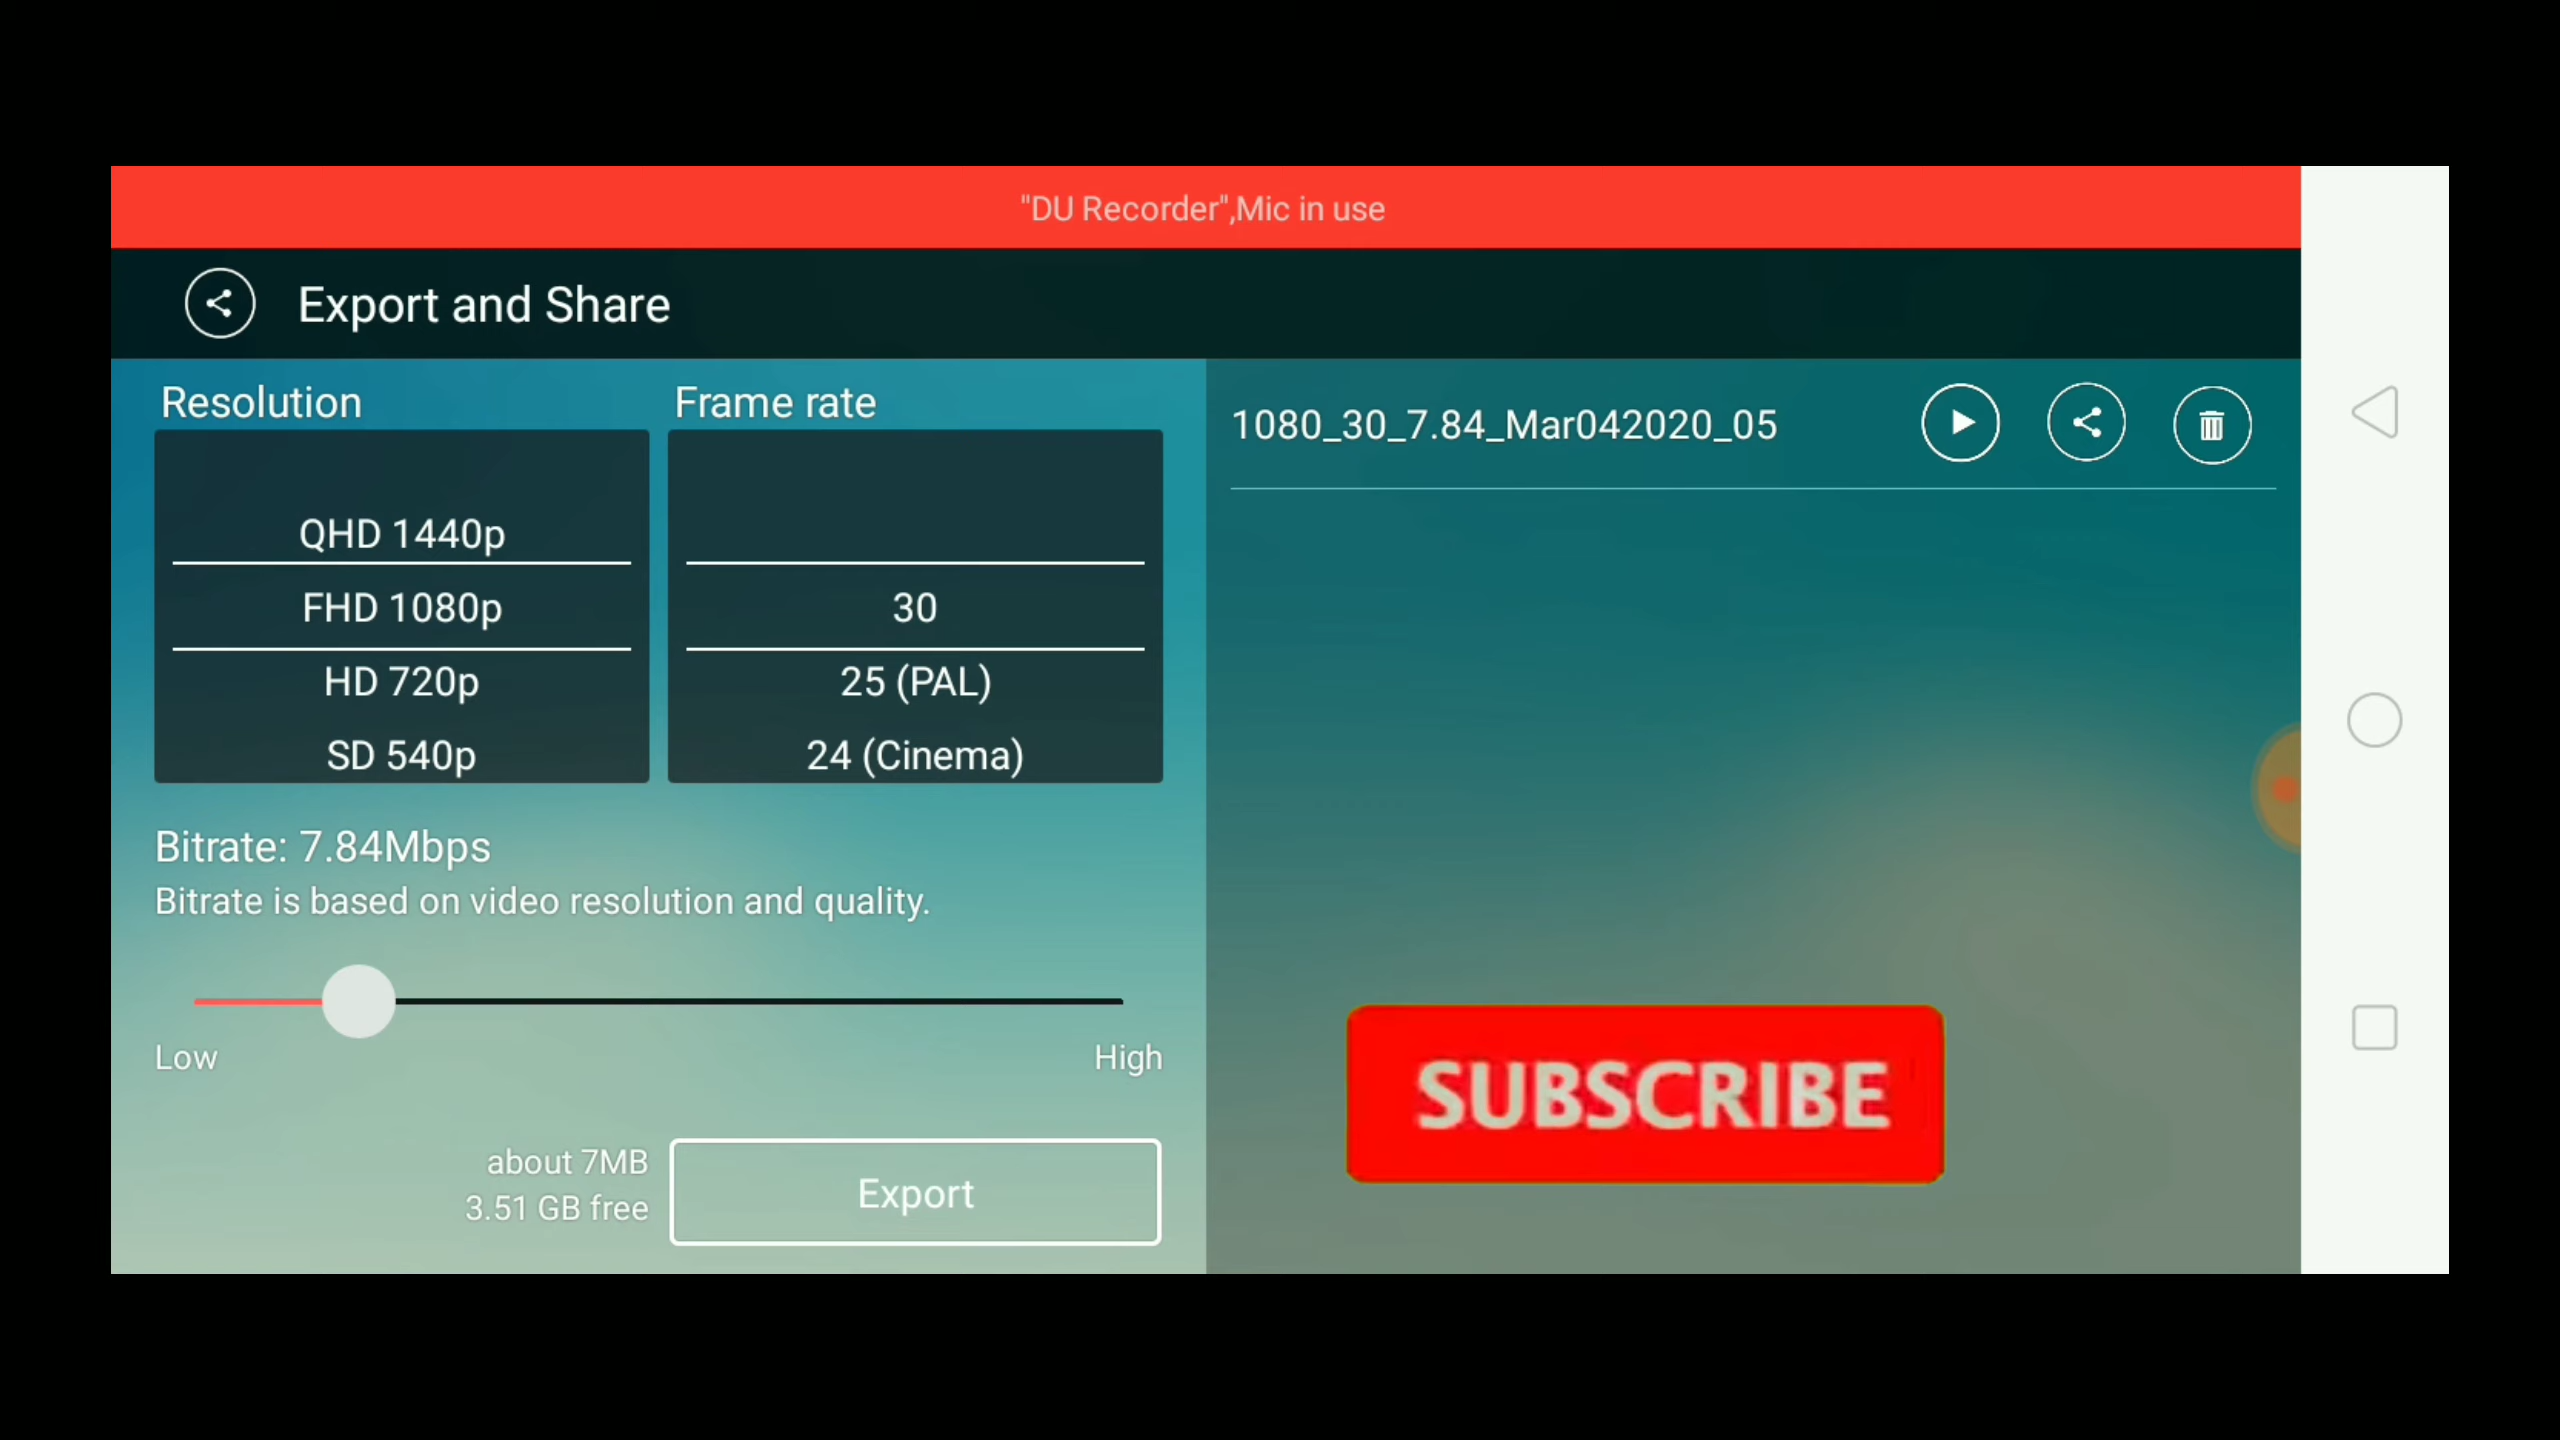 "DU Recorder",Mic in use
Export and Share
Resolution
Frame rate
QHD 1440p
FHD 1080p
HD 720p
SD 540p
30
25 (PAL)
24 (Cinema)
1080_30_7.84_Mar042020_05
Bitrate: 7.84Mbps
Bitrate is based on video resolution and quality.
Low
High
about 7MB
3.51 GB free
Export
SUBSCRIBE